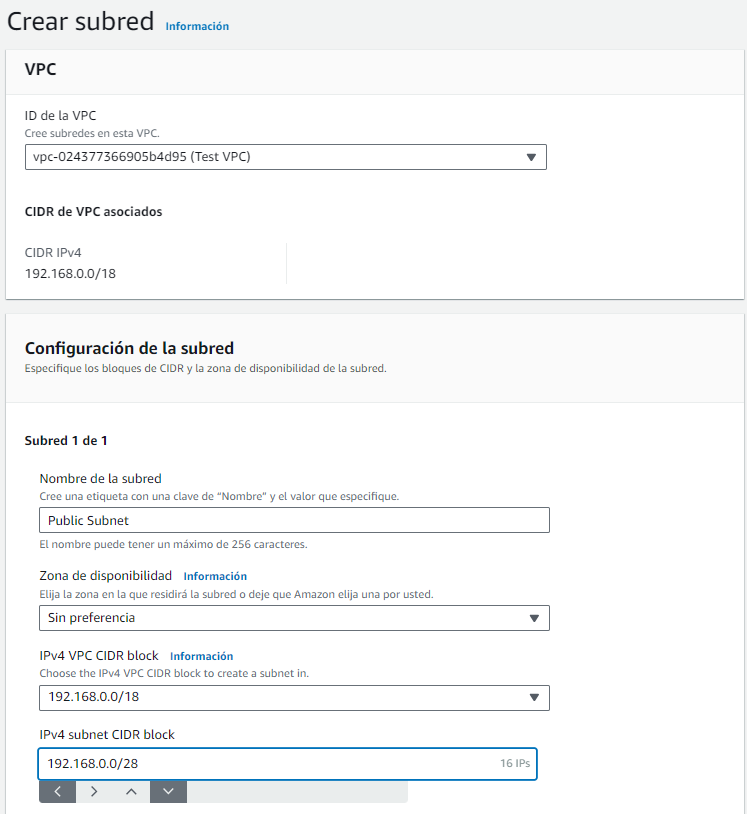 Crear subred Información
VPC
ID de la VPC
Cree subredes en esta VPC.
vpc-024377366905b4d95 (Test VPC)
CIDR de VPC asociados
CIDR IPv4
192.168.0.0/18
Configuración de la subred
Especifique los bloques de CIDR y la zona de disponibilidad de la subred.
Subred 1 de 1
Nombre de la subred
Cree una etiqueta con una clave de “Nombre” y el valor que especifique.
Public Subnet
El nombre puede tener un máximo de 256 caracteres.
Zona de disponibilidad Información
Elija la zona en la que residirá la subred o deje que Amazon elija una por usted.
Sin preferencia
IPv4 VPC CIDR block Información
Choose the IPv4 VPC CIDR block to create a subnet in.
192.168.0.0/18
IPv4 subnet CIDR block
192.168.0.0/28 16 IPs